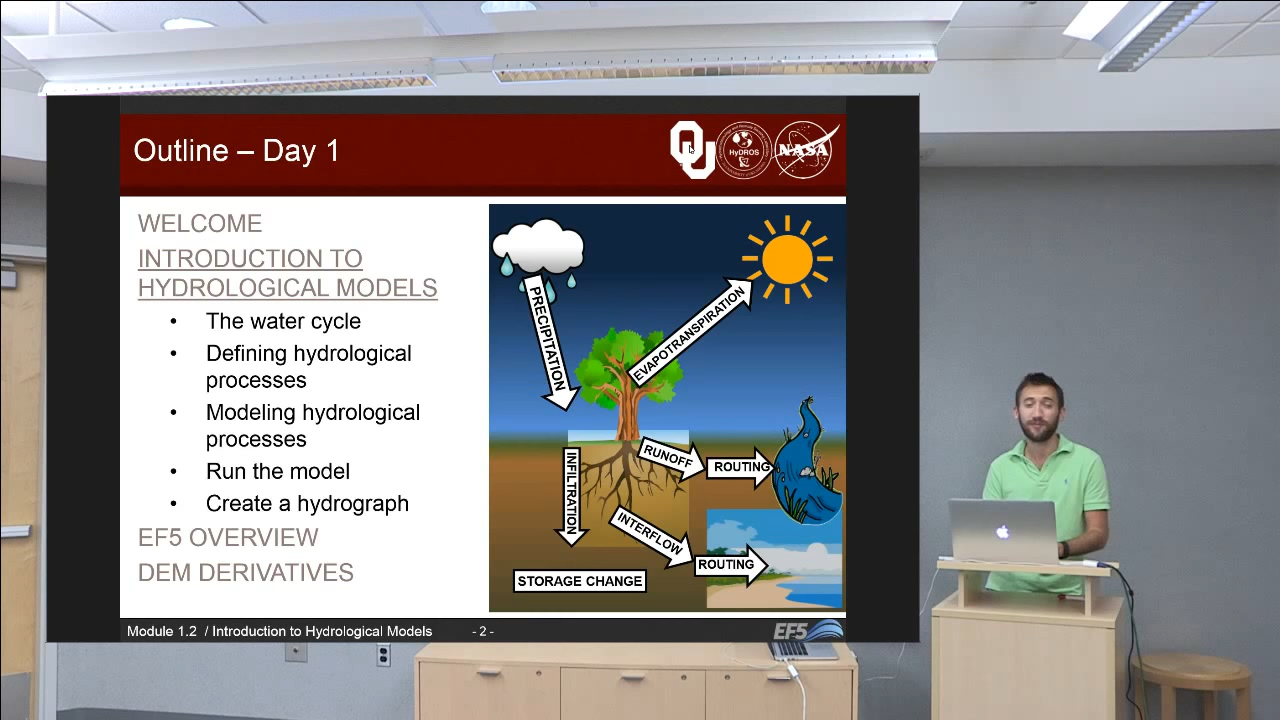 Outline – Day 1
HyDROS
NASA
WELCOME
INTRODUCTION TO
HYDROLOGICAL MODELS
• The water cycle
• Defining hydrological
processes
• Modeling hydrological
processes
• Run the model
• Create a hydrograph
EF5 OVERVIEW
DEM DERIVATIVES
PRECIPITATION
EVAPOTRANSPIRATION
INFILTRATION
RUNOFF
ROUTING
INTERFLOW
ROUTING
STORAGE CHANGE
Module 1.2 / Introduction to Hydrological Models
- 2 -
EF5